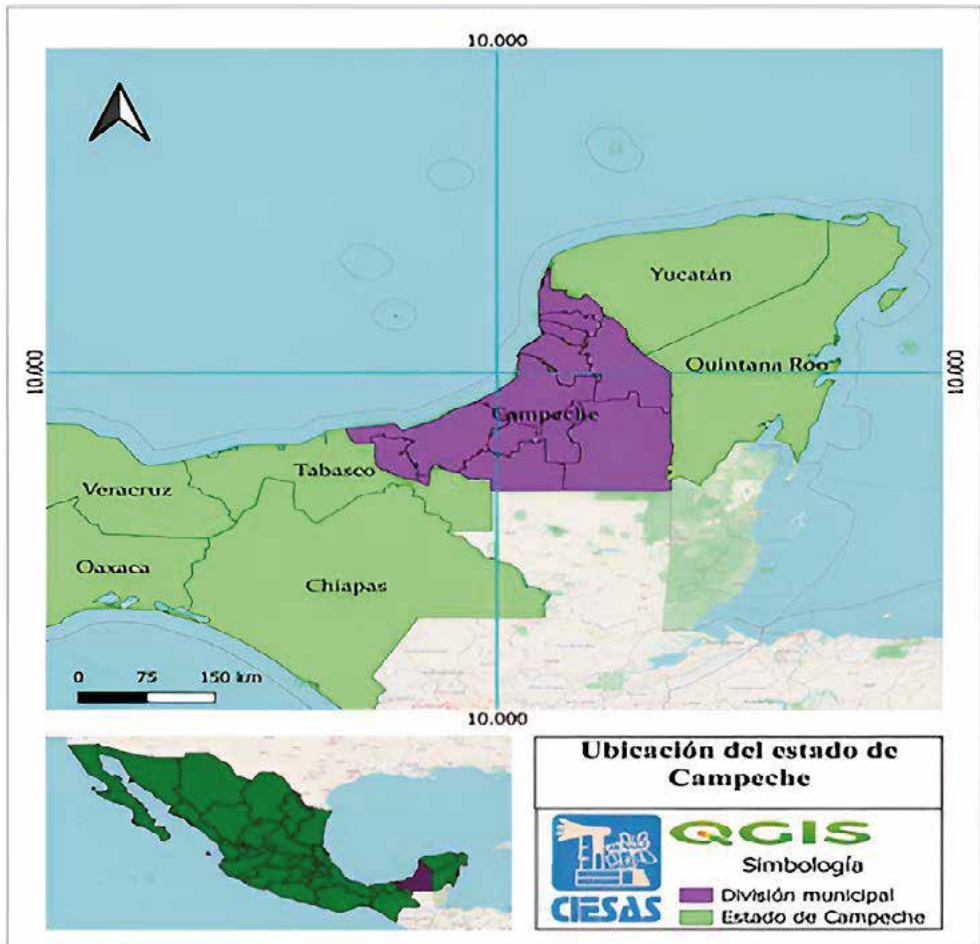 10.000
Yucatán
10.000
Quintana Roo
10.000
Campeche
Tabasco
Veracruz
Oaxaca
Chiapas
0 75 150 km
10.000
Ubicación del estado de
Campeche
QGIS
Simbología
CIESAS
División municipal
Estado de Campeche